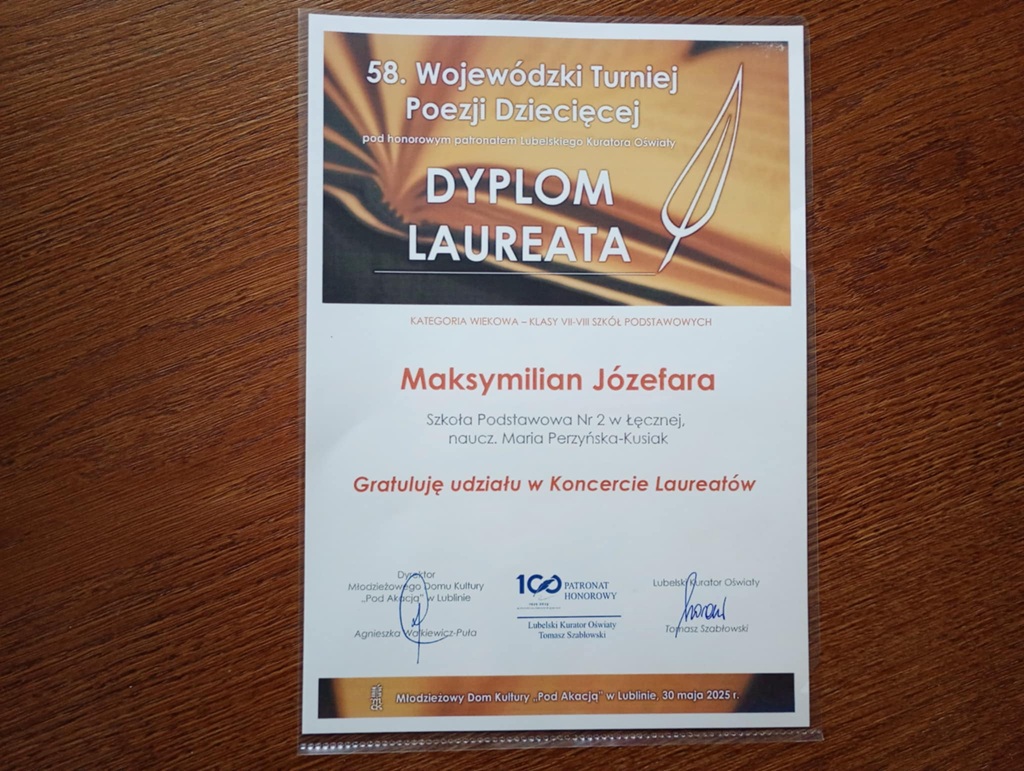 58. Wojewódzki Turniej
Poezji Dziecięcej
pod honorowym patronatem Lubelskiego Kuratora Oświaty
DYPLOM
LAUREATA
KATEGORIA WIEKOWA – KLASY VII-VIII SZKÓŁ PODSTAWOWYCH
Maksymilian Józefara
Szkoła Podstawowa Nr 2 w Łęcznej,
naucz. Maria Perzyńska-Kusiak
Gratuluję udziału w Koncercie Laureatów
Dyrektor
Młodzieżowego Domu Kultury
„Pod Akacją" w Lublinie
Agnieszka Watkiewicz-Puła
100 PATRONAT
HONOROWY
Lubelski Kurator Oświaty
Tomasz Szabłowski
Lubelski Kurator Oświaty
Tomasz Szabłowski
Młodzieżowy Dom Kultury „Pod Akacją" w Lublinie, 30 maja 2025 r.